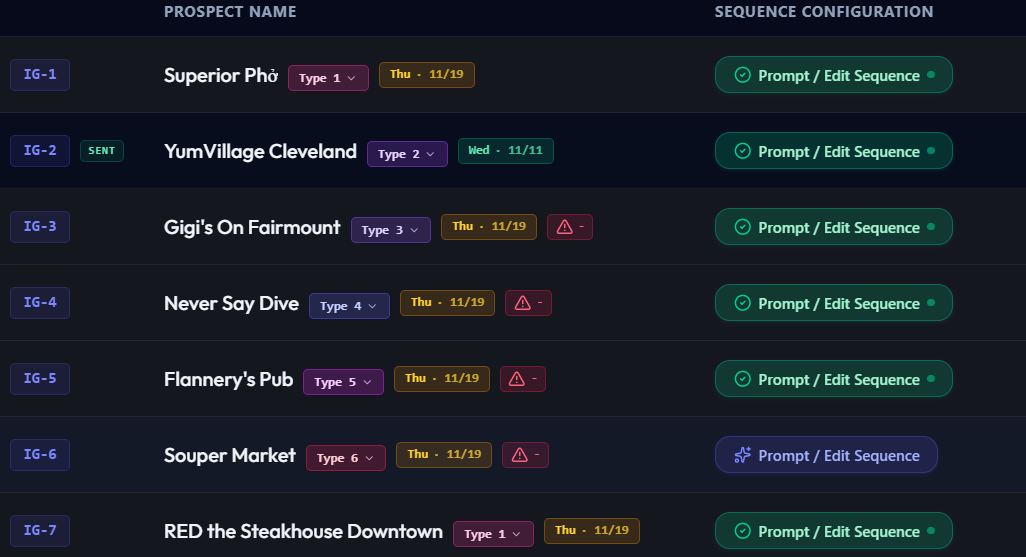 PROSPECT NAME SEQUENCE CONFIGURATION
IG-1 Superior Phở Type 1 Thu · 11/19 Prompt / Edit Sequence
IG-2 SENT YumVillage Cleveland Type 2 Wed · 11/11 Prompt / Edit Sequence
IG-3 Gigi's On Fairmount Type 3 Thu · 11/19 - Prompt / Edit Sequence
IG-4 Never Say Dive Type 4 Thu · 11/19 - Prompt / Edit Sequence
IG-5 Flannery's Pub Type 5 Thu · 11/19 - Prompt / Edit Sequence
IG-6 Souper Market Type 6 Thu · 11/19 - Prompt / Edit Sequence
IG-7 RED the Steakhouse Downtown Type 1 Thu · 11/19 Prompt / Edit Sequence